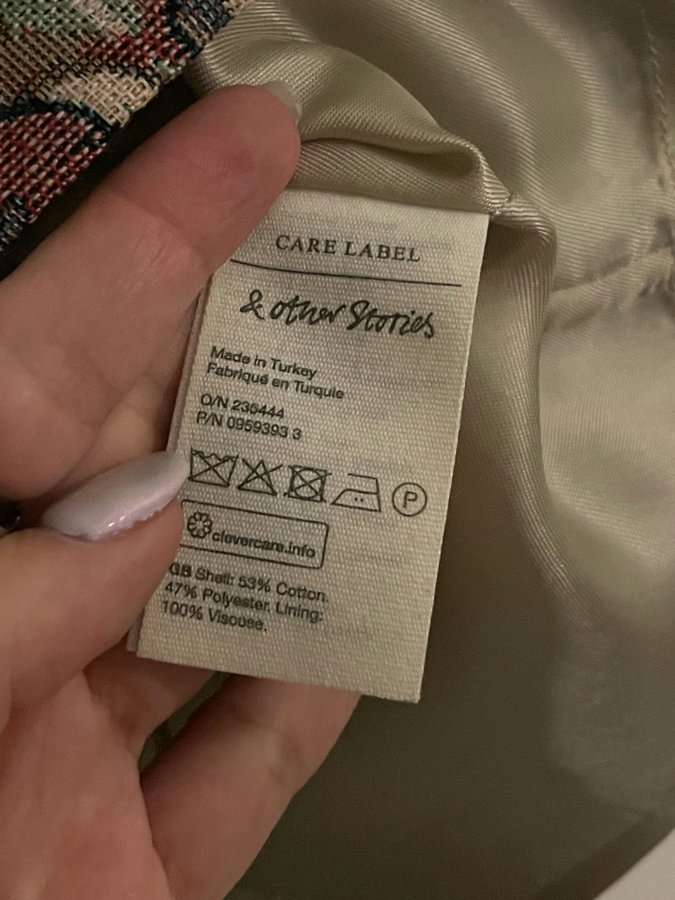 CARE LABEL
& other Stories
Made in Turkey
Fabriqué en Turquie
O/N 236444
P/N 0959393 3
P
clevercare.info
GB Shell: 53% Cotton.
47% Polyester. Lining:
100% Viscose.